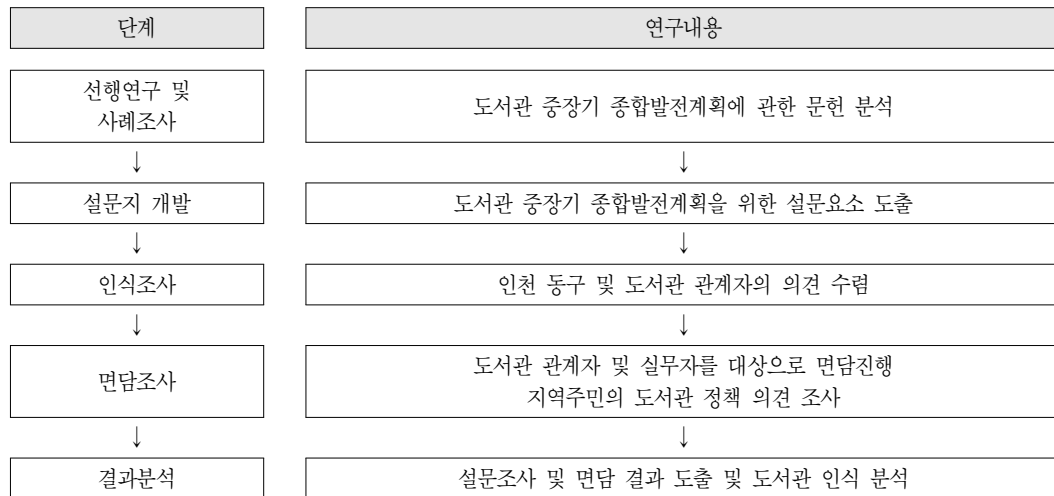 단계
연구내용
선행연구 및
사례조사
도서관 중장기 종합발전계획에 관한 문헌 분석
↓
↓
설문지 개발
도서관 중장기 종합발전계획을 위한 설문요소 도출
↓
↓
인식조사
인천 동구 및 도서관 관계자의 의견 수렴
↓
↓
면담조사
도서관 관계자 및 실무자를 대상으로 면담진행
지역주민의 도서관 정책 의견 조사
↓
↓
결과분석
설문조사 및 면담 결과 도출 및 도서관 인식 분석